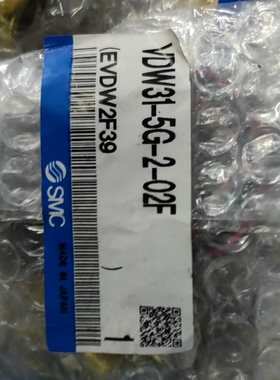 VDW31-5G-2-02F
(EVDW2F39 )
SMC
MADE IN JAPAN
1